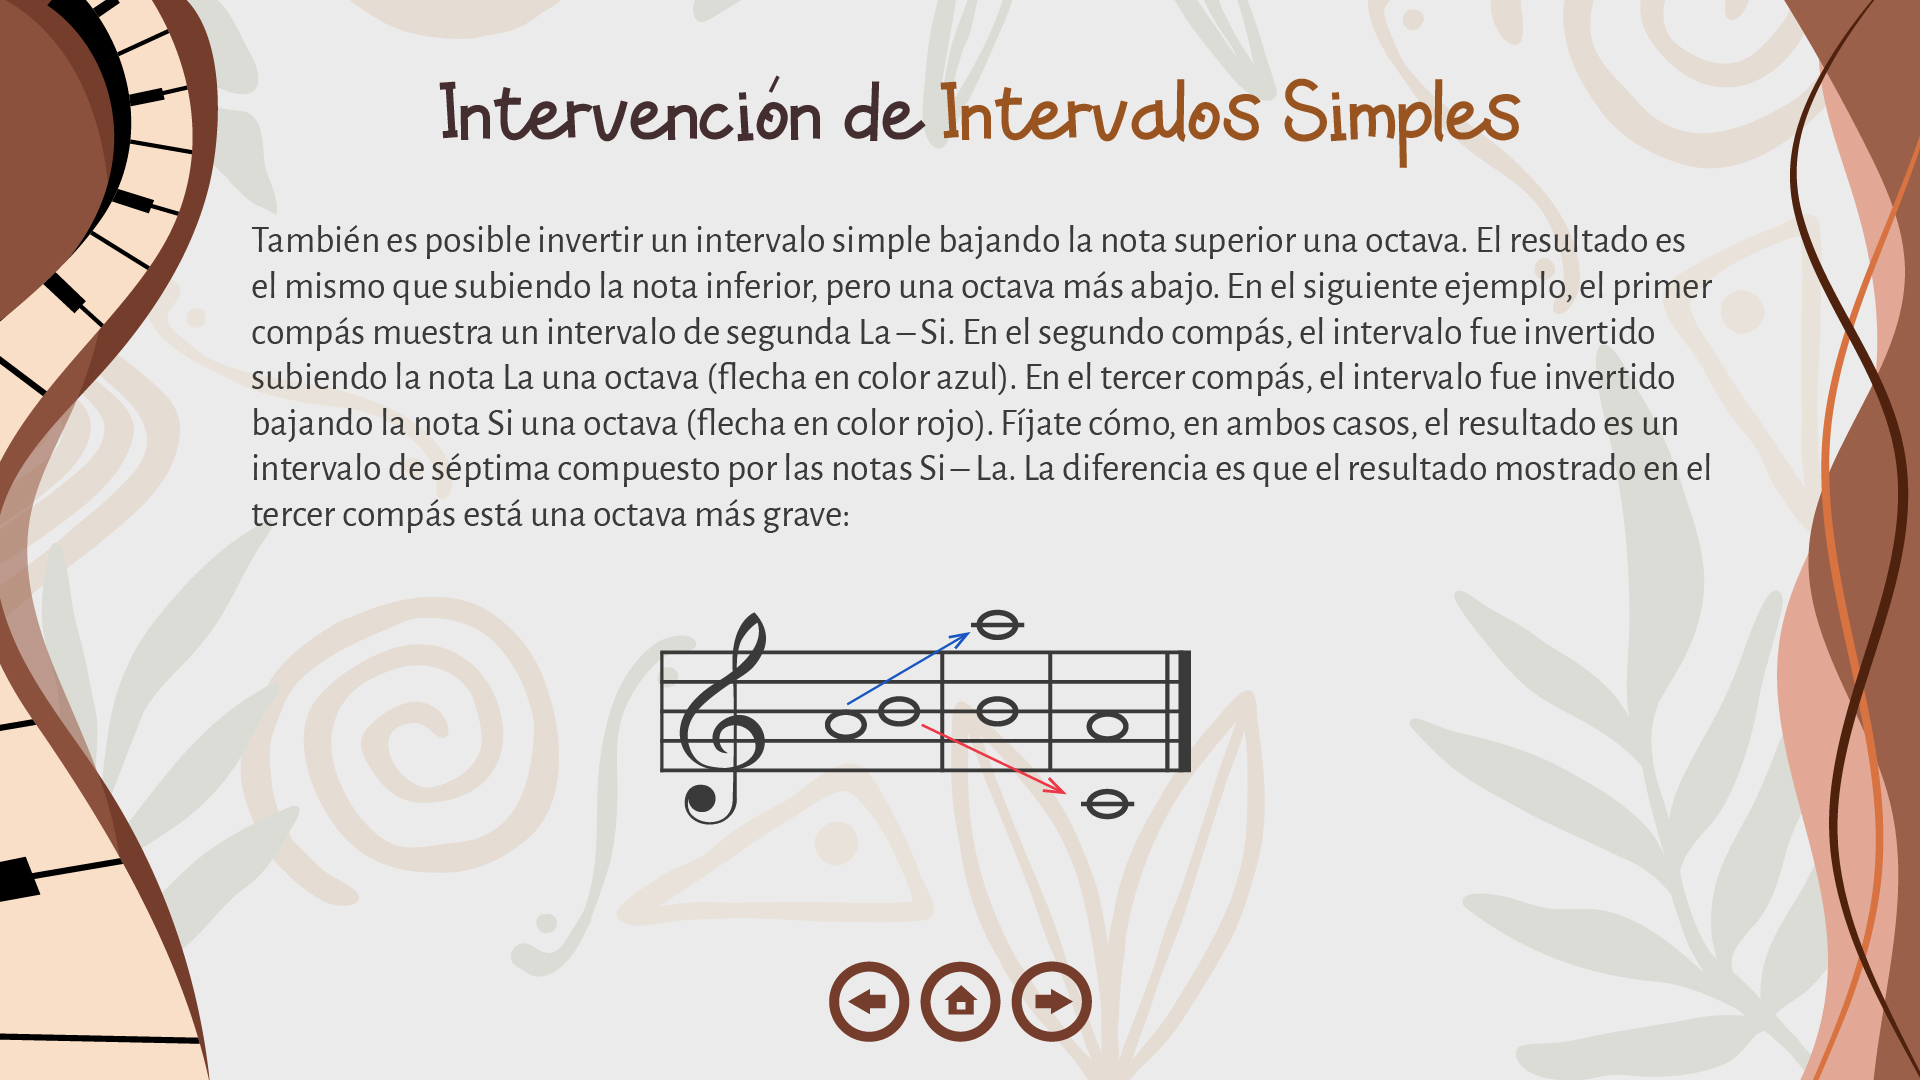 Intervención de Intervalos Simples
También es posible invertir un intervalo simple bajando la nota superior una octava. El resultado es
el mismo que subiendo la nota inferior, pero una octava más abajo. En el siguiente ejemplo, el primer
compás muestra un intervalo de segunda La – Si. En el segundo compás, el intervalo fue invertido
subiendo la nota La una octava (flecha en color azul). En el tercer compás, el intervalo fue invertido
bajando la nota Si una octava (flecha en color rojo). Fíjate cómo, en ambos casos, el resultado es un
intervalo de séptima compuesto por las notas Si – La. La diferencia es que el resultado mostrado en el
tercer compás está una octava más grave: